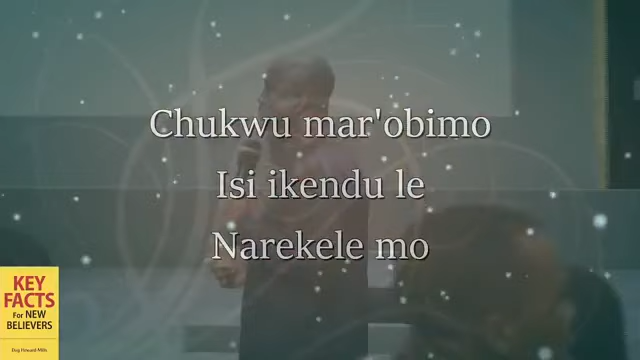 Chukwu mar'obimo
Isi ikendu le
Narekele mo
KEY
FACTS
For NEW
BELIEVERS
Dag Heward-Mills